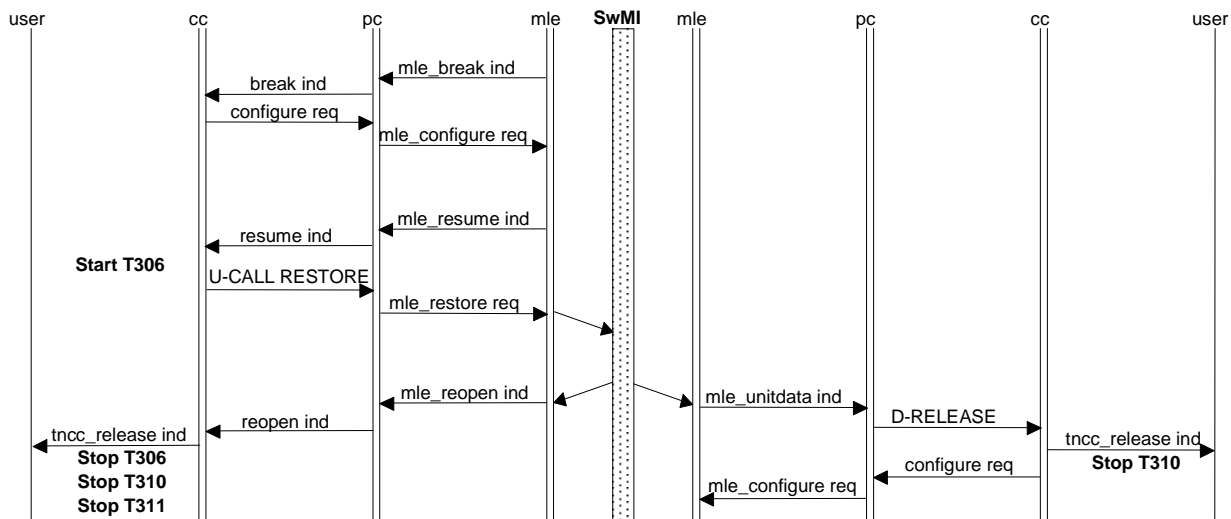 user cc pc mle SwMI mle pc cc user
mle_break ind
break ind
configure req
mle_configure req
mle_resume ind
resume ind
Start T306
U-CALL RESTORE
mle_restore req
mle_reopen ind
mle_unitdata ind
D-RELEASE
reopen ind
tncc_release ind
tncc_release ind
Stop T306
Stop T310
configure req
Stop T310
mle_configure req
Stop T311